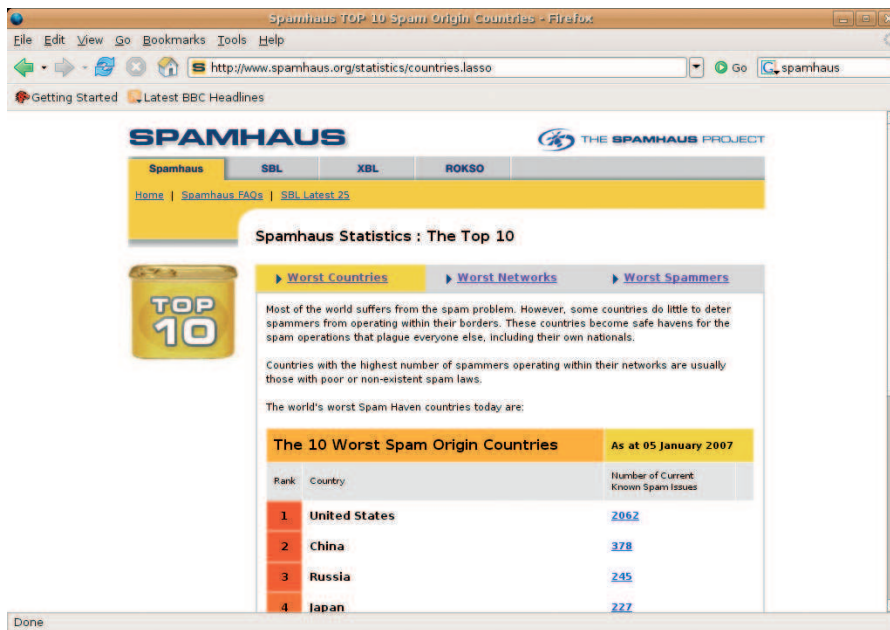 Spamhaus TOP 10 Spam Origin Countries - Firefox
File Edit View Go Bookmarks Tools Help
http://www.spamhaus.org/statistics/countries.lasso Go G spamhaus
Getting Started Latest BBC Headlines
SPAMHAUS THE SPAMHAUS PROJECT
Spamhaus SBL XBL ROKSO
Home | Spamhaus FAQs | SBL Latest 25
Spamhaus Statistics : The Top 10
Worst Countries Worst Networks Worst Spammers
TOP
10
Most of the world suffers from the spam problem. However, some countries do little to deter
spammers from operating within their borders. These countries become safe havens for the
spam operations that plague everyone else, including their own nationals.
Countries with the highest number of spammers operating within their networks are usually
those with poor or non-existent spam laws.
The world's worst Spam Haven countries today are:
The 10 Worst Spam Origin Countries As at 05 January 2007
Rank Country Number of Current
Known Spam Issues
1 United States 2062
2 China 378
3 Russia 245
4 Japan 227
Done